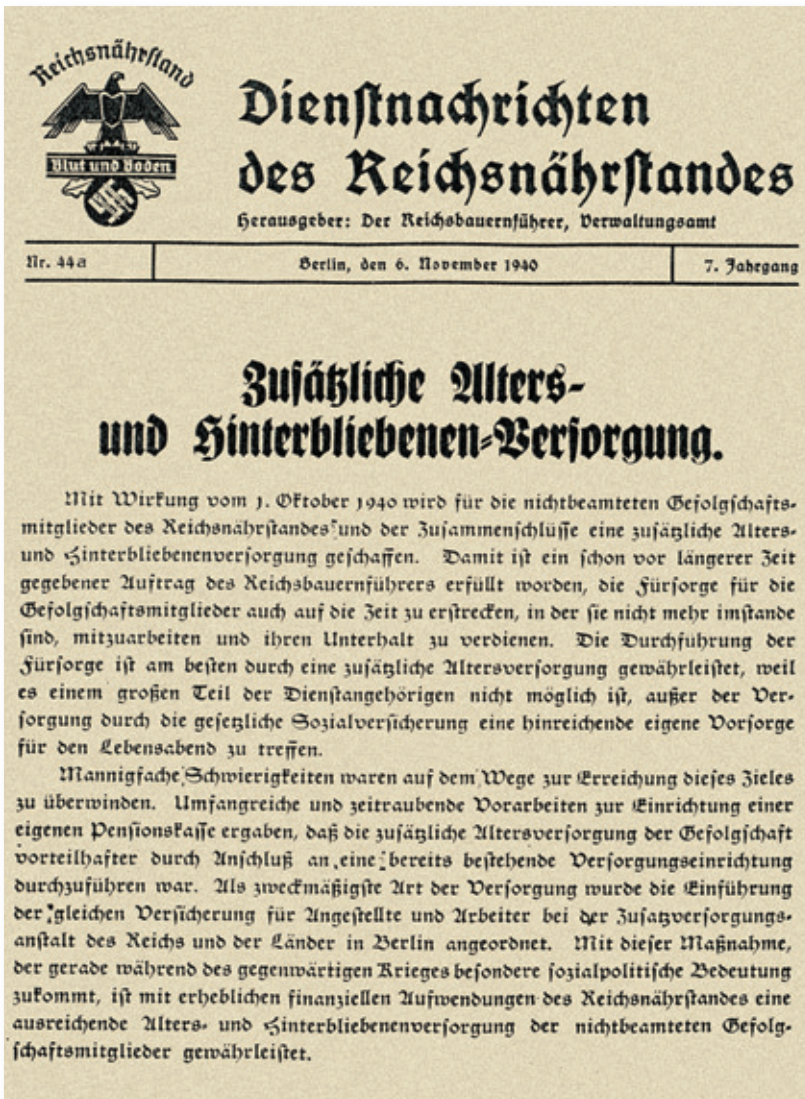 Reichsnährstand
Blut und Boden
Dienstnachrichten
des Reichsnährstandes
Herausgeber: Der Reichsbauernführer, Verwaltungsamt
Nr. 44a
Berlin, den 6. November 1940
7. Jahrgang
Zusätzliche Alters-
und Hinterbliebenen-Versorgung.
Mit Wirkung vom 1. Oktober 1940 wird für die nichtbeamteten Gefolgschafts-
mitglieder des Reichsnährstandes und der Zusammenschlüsse eine zusätzliche Alters-
und Hinterbliebenenversorgung geschaffen. Damit ist ein schon vor längerer Zeit
gegebener Auftrag des Reichsbauernführers erfüllt worden, die Fürsorge für die
Gefolgschaftsmitglieder auch auf die Zeit zu erstrecken, in der sie nicht mehr imstande
sind, mitzuarbeiten und ihren Unterhalt zu verdienen. Die Durchführung der
Fürsorge ist am besten durch eine zusätzliche Altersversorgung gewährleistet, weil
es einem großen Teil der Dienstangehörigen nicht möglich ist, außer der Ver-
sorgung durch die gesetzliche Sozialversicherung eine hinreichende eigene Vorsorge
für den Lebensabend zu treffen.
Mannigfache Schwierigkeiten waren auf dem Wege zur Erreichung dieses Zieles
zu überwinden. Umfangreiche und zeitraubende Vorarbeiten zur Einrichtung einer
eigenen Pensionskasse ergaben, daß die zusätzliche Altersversorgung der Gefolgschaft
vorteilhafter durch Anschluß an eine bereits bestehende Versorgungseinrichtung
durchzuführen war. Als zweckmäßigste Art der Versorgung wurde die Einführung
der gleichen Versicherung für Angestellte und Arbeiter bei der Zusatzversorgungs-
anstalt des Reichs und der Länder in Berlin angeordnet. Mit dieser Maßnahme,
der gerade während des gegenwärtigen Krieges besondere sozialpolitische Bedeutung
zukommt, ist mit erheblichen finanziellen Aufwendungen des Reichsnährstandes eine
ausreichende Alters- und Hinterbliebenenversorgung der nichtbeamteten Gefolg-
schaftsmitglieder gewährleistet.